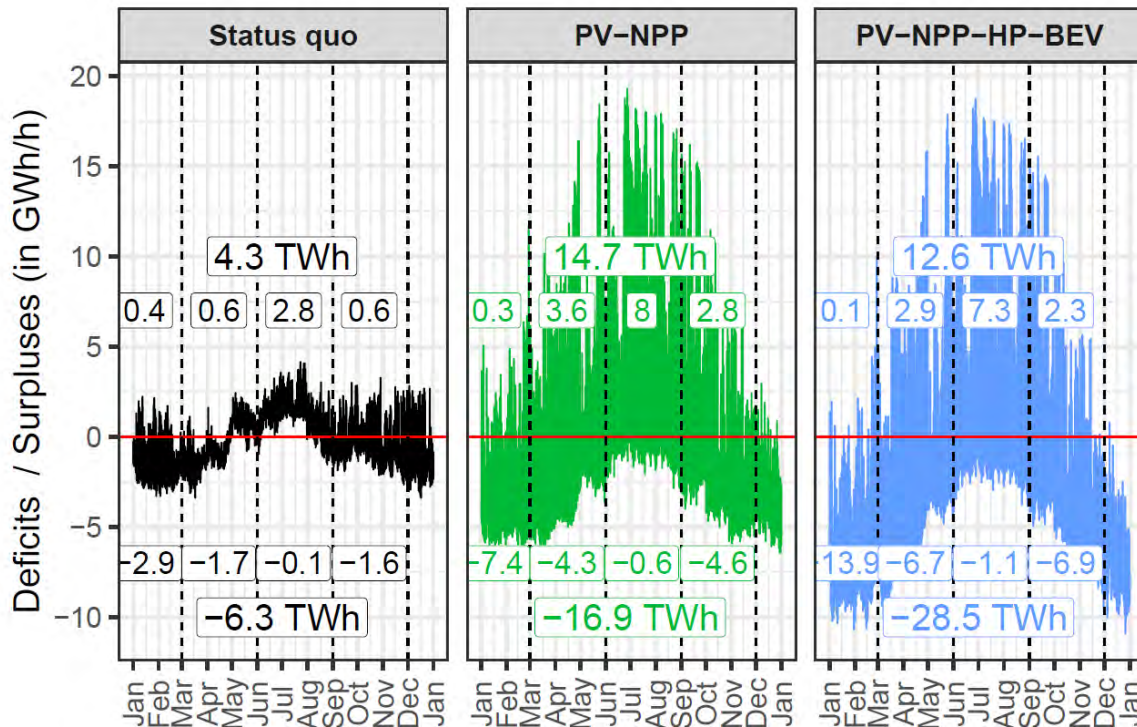 Status quo
PV−NPP
PV−NPP−HP−BEV
Deficits / Surpluses (in GWh/h)
20
15
10
5
0
−5
−10
4.3 TWh
0.4 0.6 2.8 0.6
−2.9 −1.7 −0.1 −1.6
−6.3 TWh
14.7 TWh
0.3 3.6 8 2.8
−7.4 −4.3 −0.6 −4.6
−16.9 TWh
12.6 TWh
0.1 2.9 7.3 2.3
−13.9 −6.7 −1.1 −6.9
−28.5 TWh
Jan Feb Mar Apr May Jun Jul Aug Sep Oct Nov Dec Jan
Jan Feb Mar Apr May Jun Jul Aug Sep Oct Nov Dec Jan
Jan Feb Mar Apr May Jun Jul Aug Sep Oct Nov Dec Jan